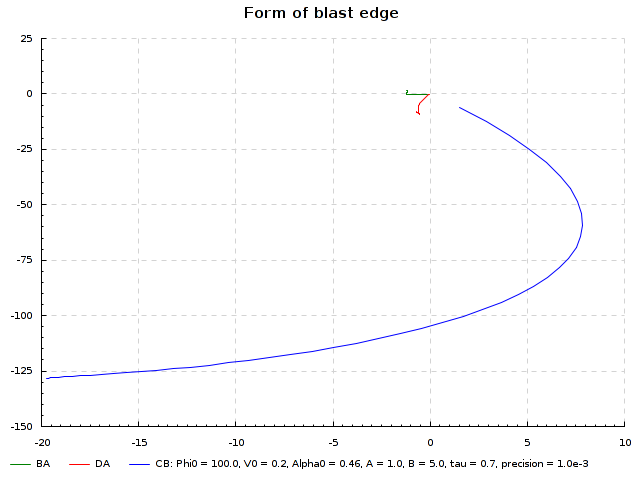 Form of blast edge
25
0
-25
-50
-75
-100
-125
-150
-20 -15 -10 -5 0 5 10
BA DA CB: Phi0 = 100.0, V0 = 0.2, Alpha0 = 0.46, A = 1.0, B = 5.0, tau = 0.7, precision = 1.0e-3